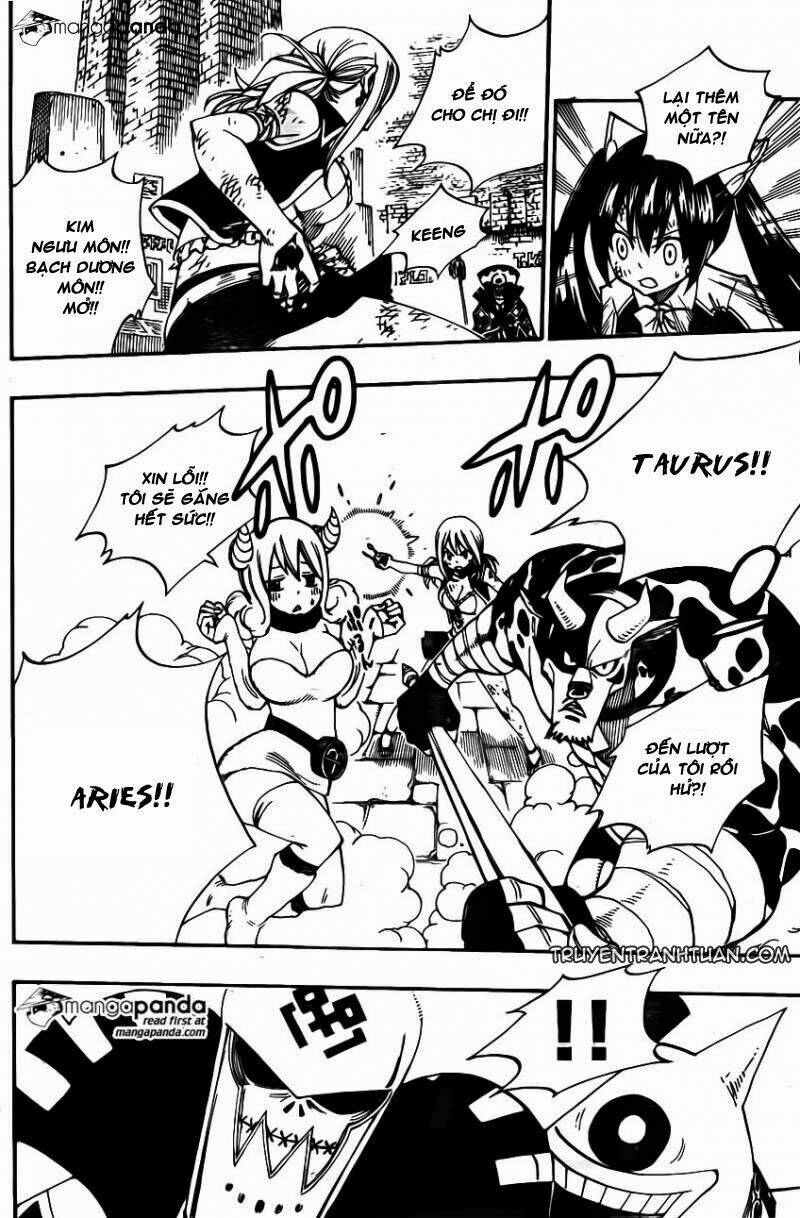 mangapanda
LẠI THÊM
MỘT TÊN
NỮA?!
ĐỂ ĐÓ
CHO CHỊ ĐI!!
KEENG
KIM
NGƯU MÔN!!
BẠCH DƯƠNG
MÔN!!
MỞ!!
TAURUS!!
XIN LỖI!!
TÔI SẼ GẮNG
HẾT SỨC!!
ARIES!!
ĐẾN LƯỢT
CỦA TÔI RỒI
HỬ?!
TRUYENTRANHTUAN.COM
mangapanda
read first at
mangapanda.com
!!